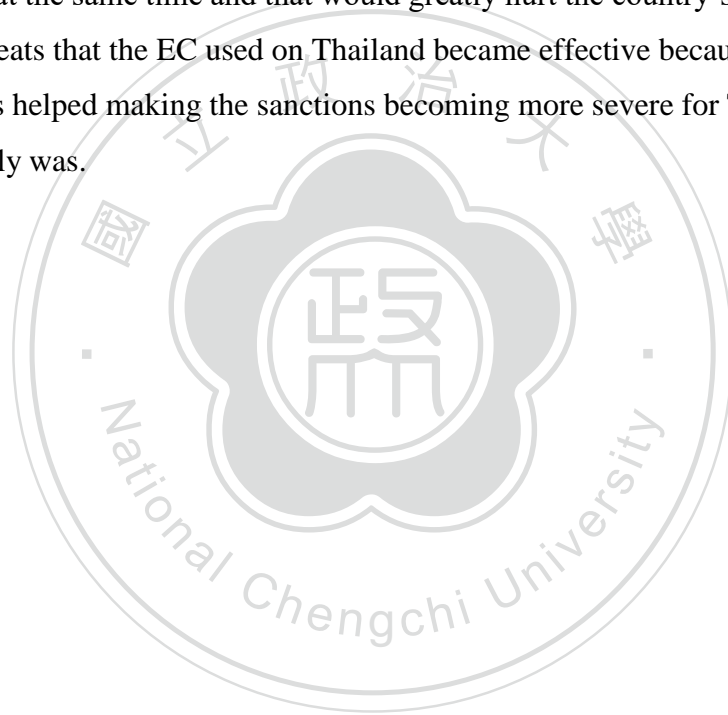 at the same time and that would greatly hurt the country's
eats that the EC used on Thailand became effective becau
s helped making the sanctions becoming more severe for
ly was.
國立政治大學
政大
National Chengchi University